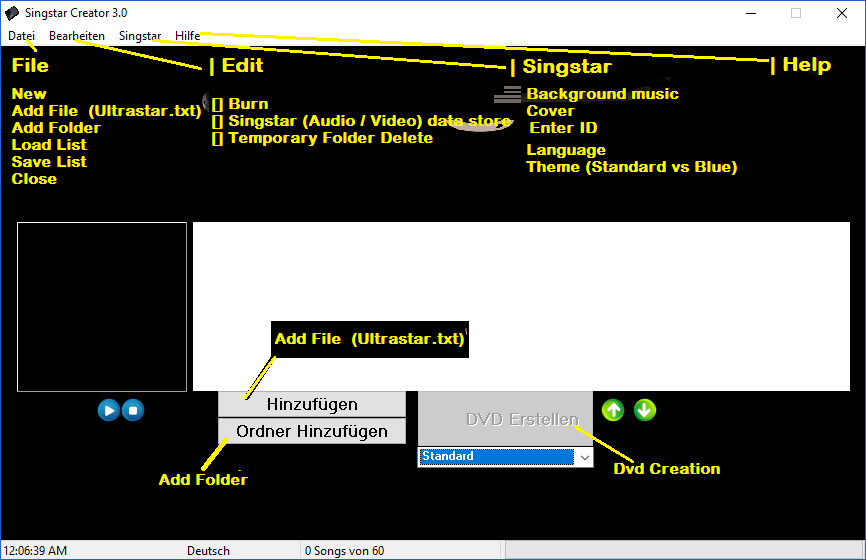 Singstar Creator 3.0
Datei Bearbeiten Singstar Hilfe
File | Edit | Singstar | Help
New
Add File (Ultrastar.txt)
Add Folder
Load List
Save List
Close
[] Burn
[] Singstar (Audio / Video) data store
[] Temporary Folder Delete
Background music
Cover
Enter ID
Language
Theme (Standard vs Blue)
Add File (Ultrastar.txt)
Hinzufügen
Ordner Hinzufügen
DVD Erstellen
Standard
Add Folder
Dvd Creation
12:06:39 AM Deutsch 0 Songs von 60